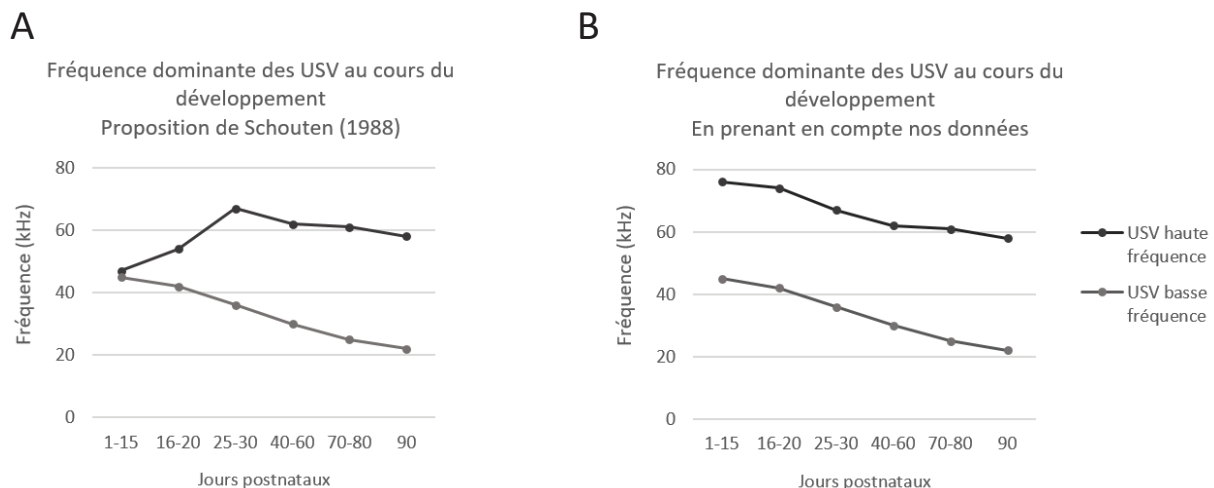 A
Fréquence dominante des USV au cours du
développement
Proposition de Schouten (1988)
Fréquence (kHz)
80
60
40
20
0
1-15 16-20 25-30 40-60 70-80 90
Jours postnataux
B
Fréquence dominante des USV au cours du
développement
En prenant en compte nos données
Fréquence (kHz)
80
60
40
20
0
1-15 16-20 25-30 40-60 70-80 90
Jours postnataux
USV haute
fréquence
USV basse
fréquence